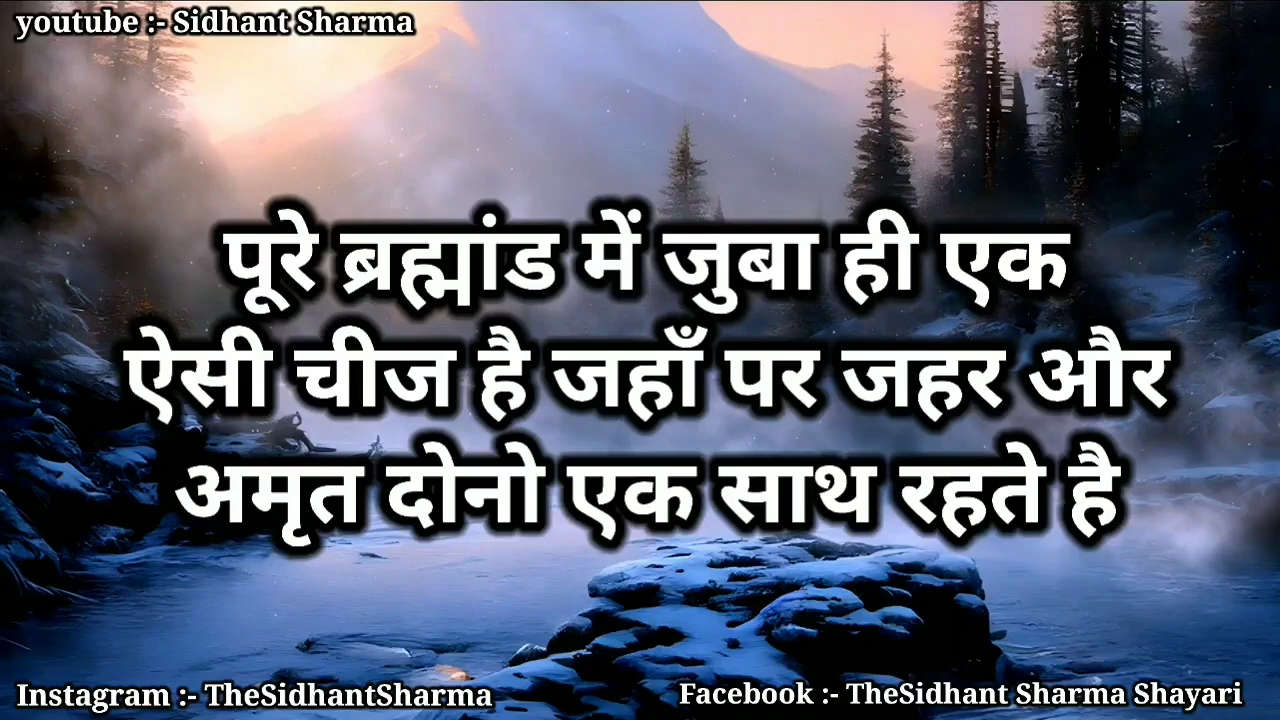 youtube :- Sidhant Sharma
पूरे ब्रह्मांड में जुबा ही एक
ऐसी चीज है जहाँ पर जहर और
अमृत दोनो एक साथ रहते है
Instagram :- TheSidhantSharma
Facebook :- TheSidhant Sharma Shayari